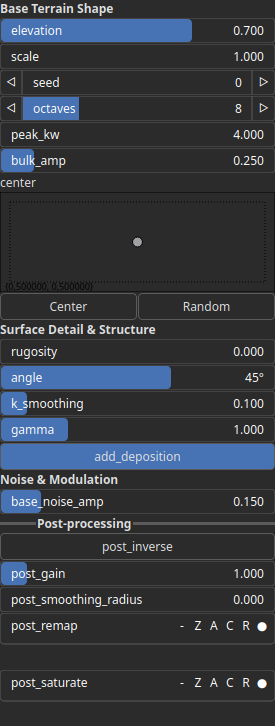 Base Terrain Shape
elevation 0.700
scale 1.000
seed 0
octaves 8
peak_kw 4.000
bulk_amp 0.250
center
(0.500000, 0.500000)
Center Random
Surface Detail & Structure
rugosity 0.000
angle 45°
k_smoothing 0.100
gamma 1.000
add_deposition
Noise & Modulation
base_noise_amp 0.150
Post-processing
post_inverse
post_gain 1.000
post_smoothing_radius 0.000
post_remap - Z A C R
post_saturate - Z A C R